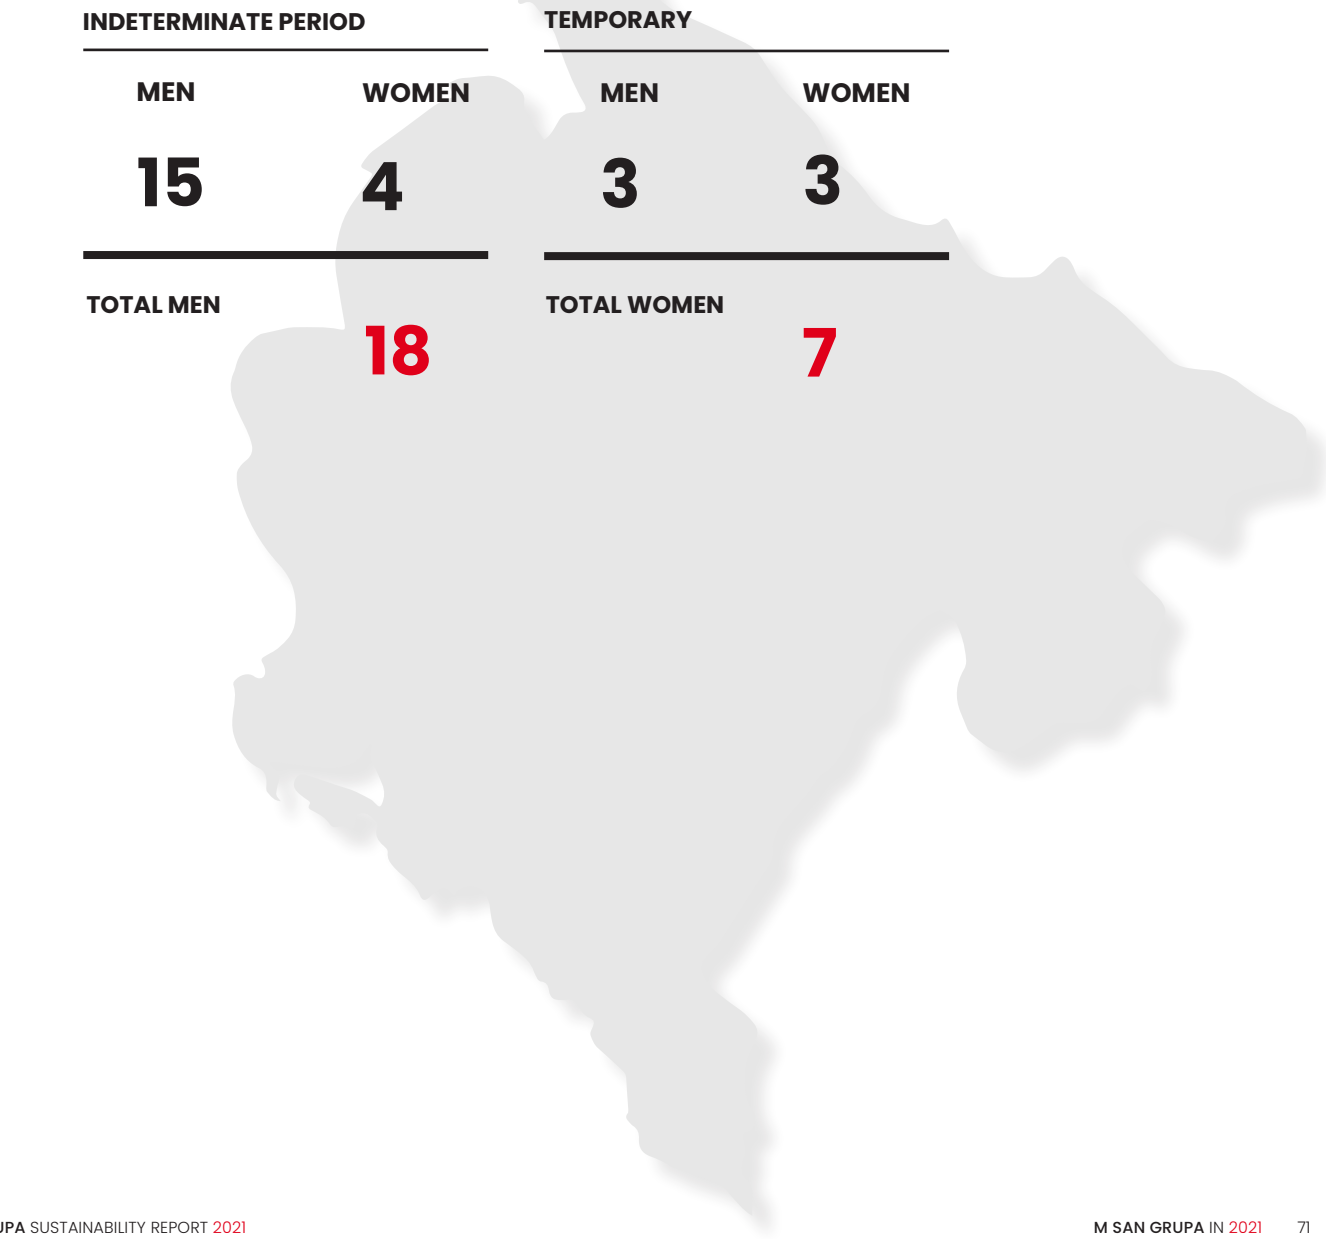 INDETERMINATE PERIOD
TEMPORARY
MEN WOMEN MEN WOMEN
15 4 3 3
TOTAL MEN
18
TOTAL WOMEN
7
UPA SUSTAINABILITY REPORT 2021
M SAN GRUPA IN 2021 71